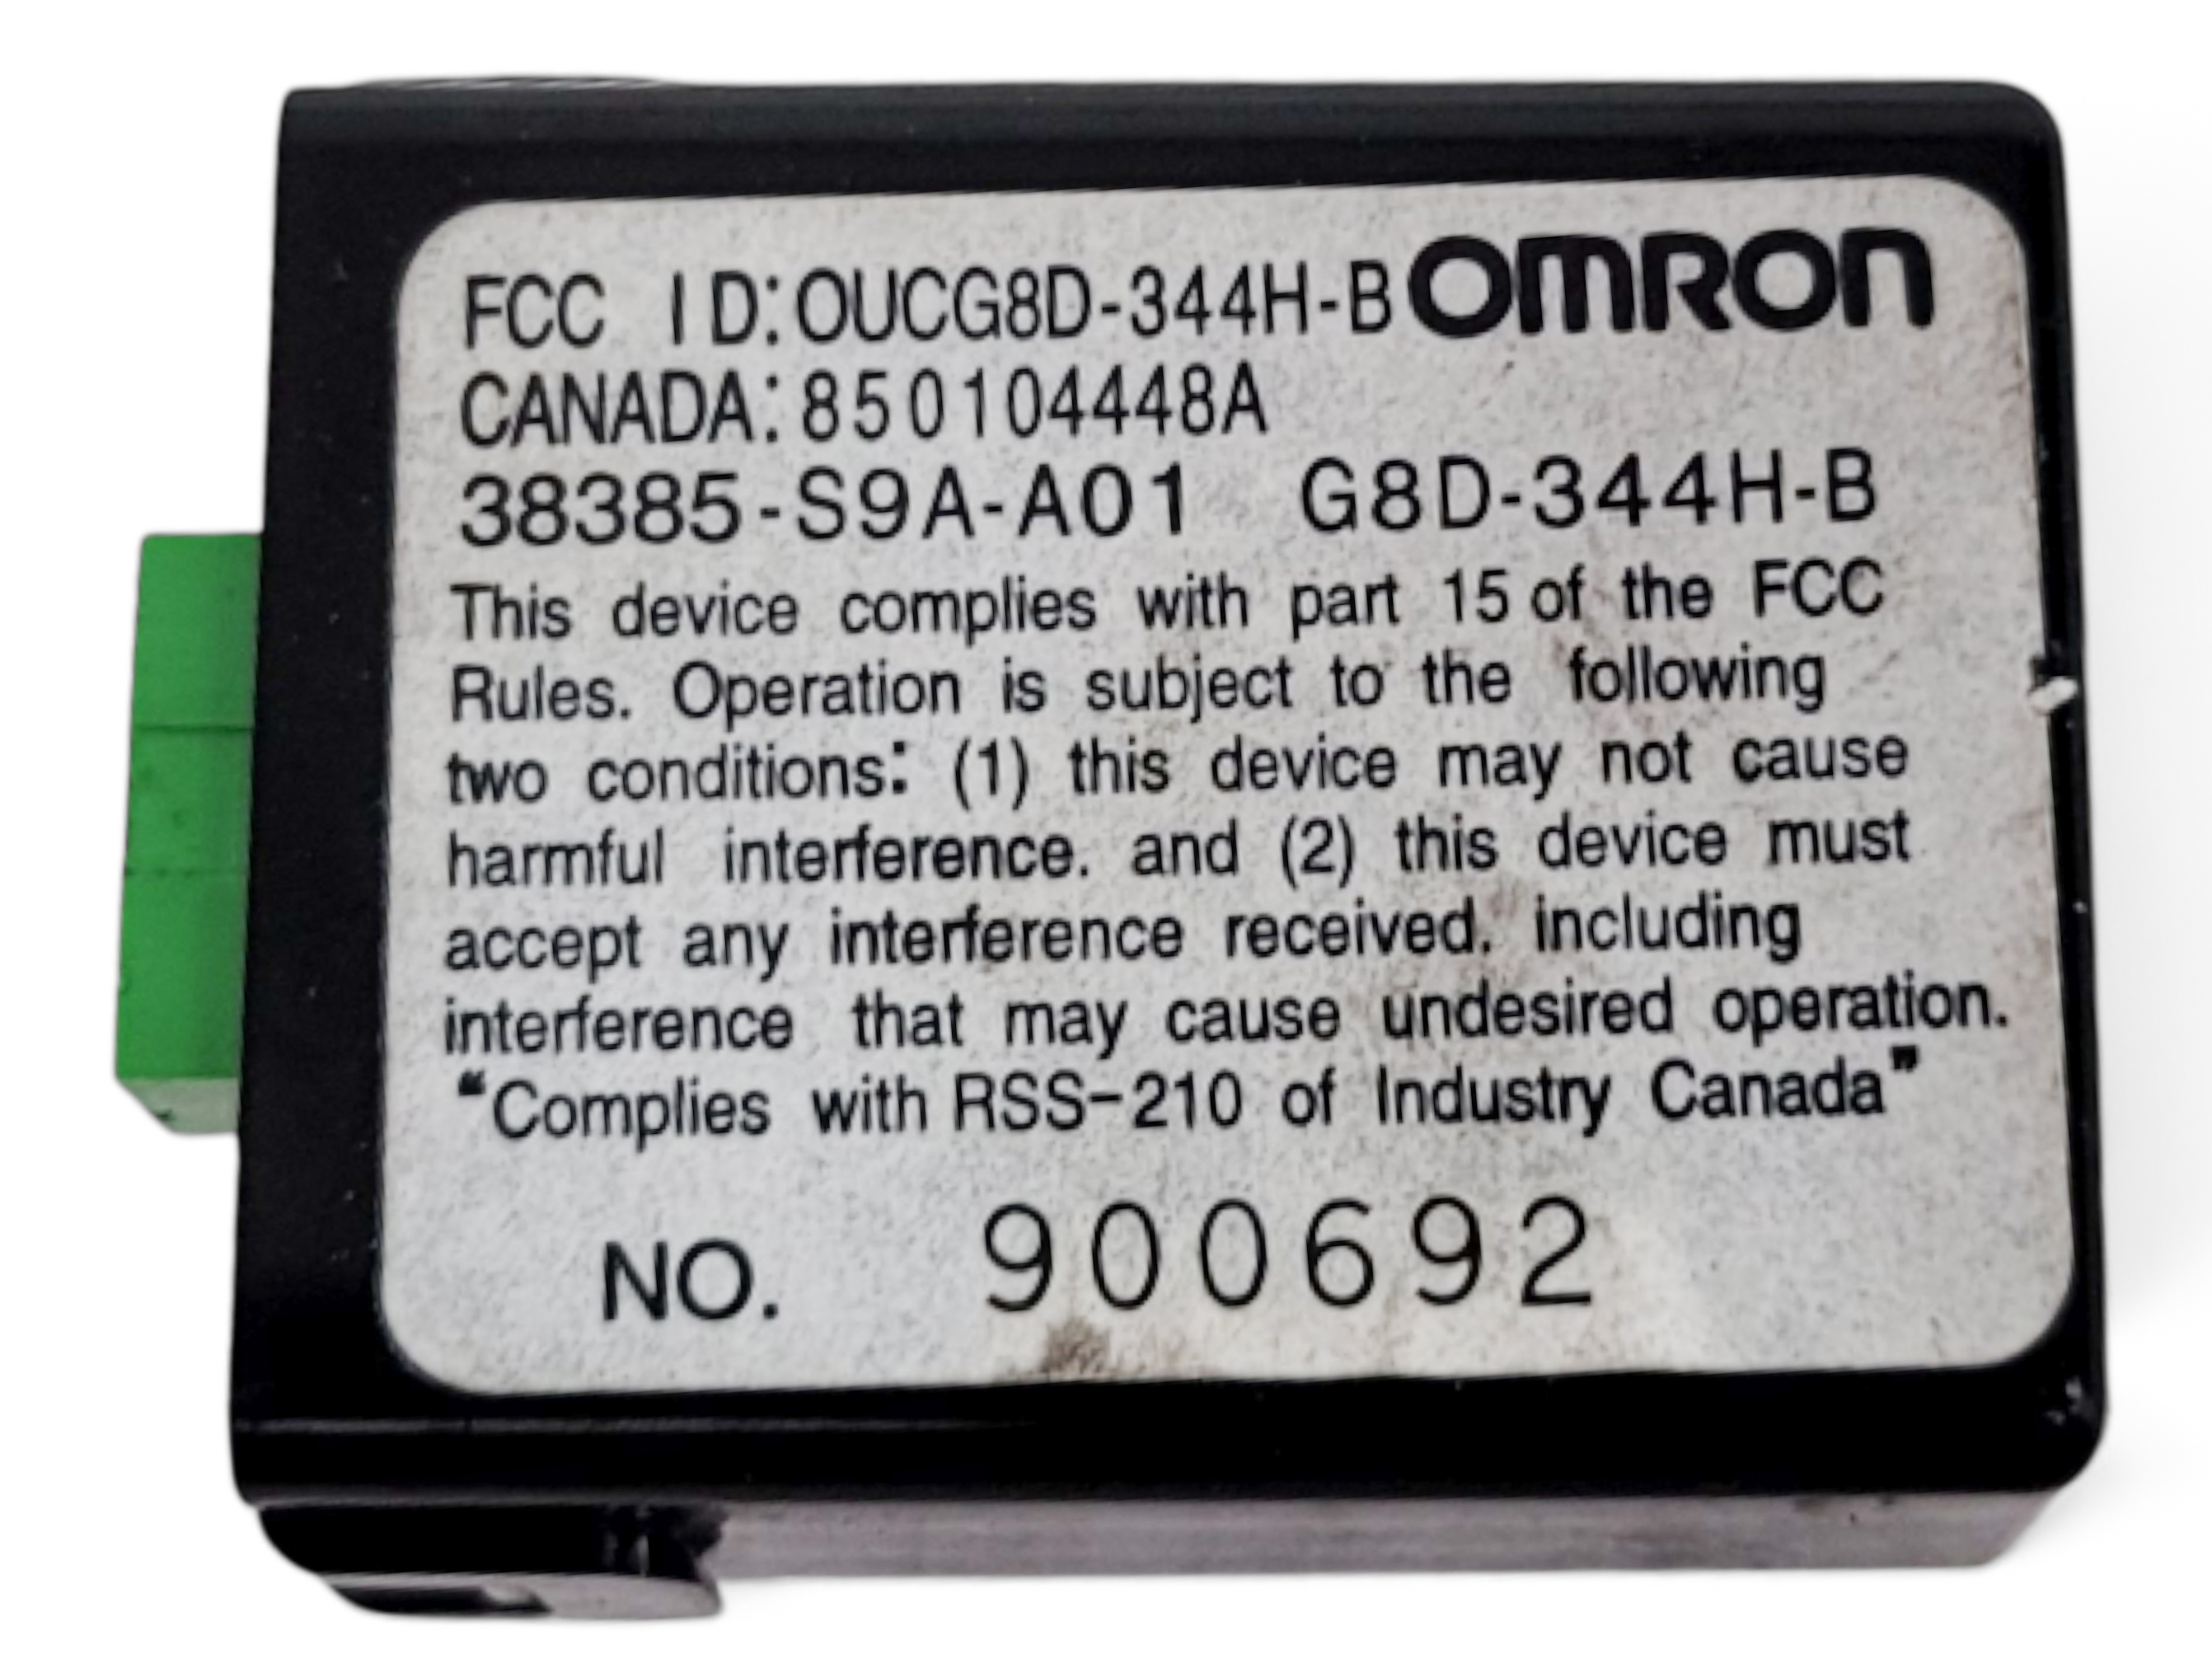 FCC ID:OUCG8D-344H-B OMRON
CANADA:850104448A
38385-S9A-A01 G8D-344H-B
This device complies with part 15 of the FCC
Rules. Operation is subject to the following
two conditions: (1) this device may not cause
harmful interference. and (2) this device must
accept any interference received. including
interference that may cause undesired operation.
“Complies with RSS-210 of Industry Canada”
NO. 900692